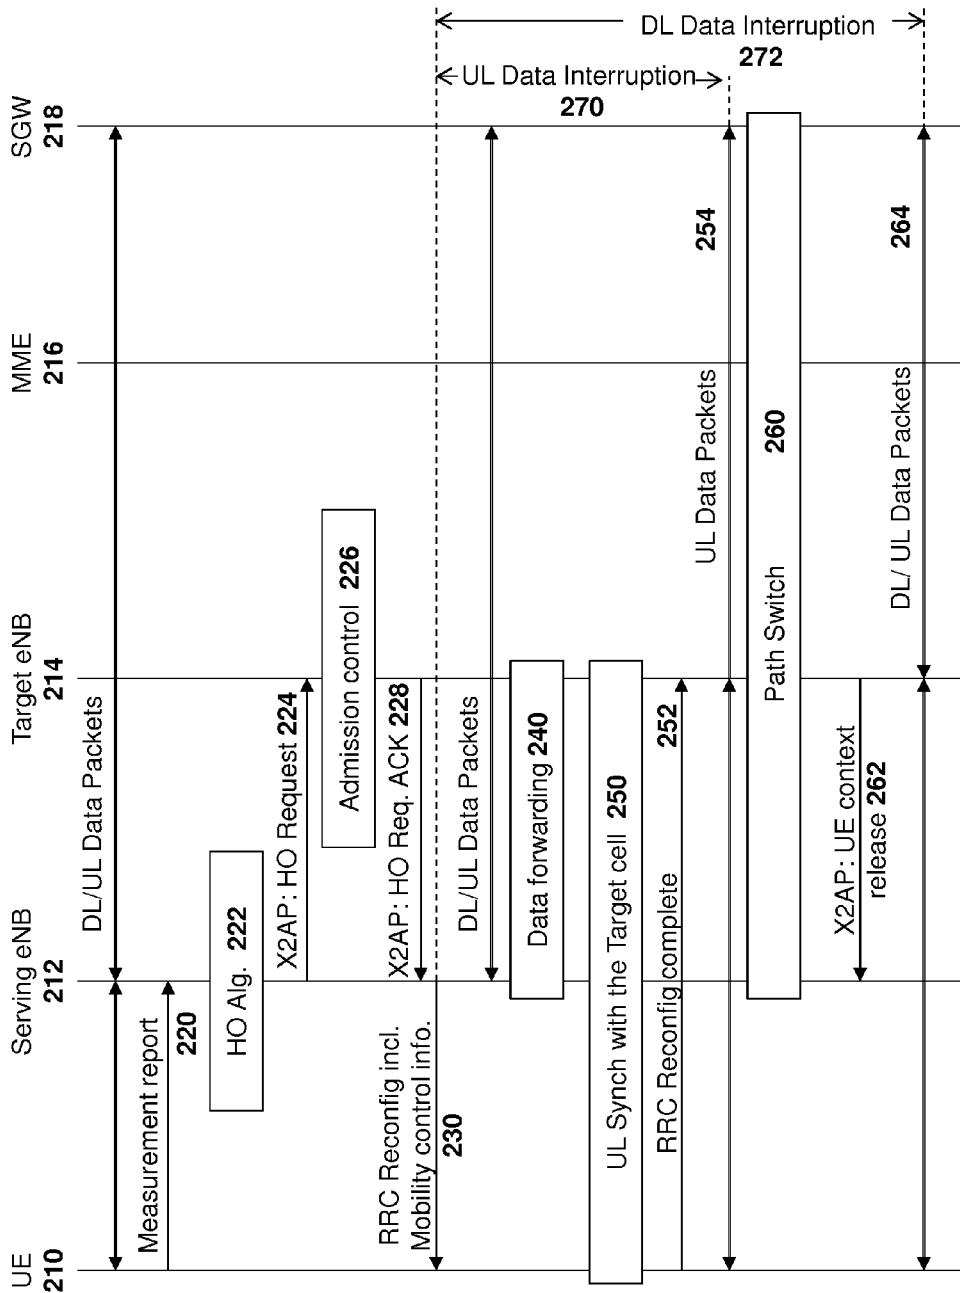 UE
210
Serving eNB
212
Target eNB
214
MME
216
SGW
218
DL/UL Data Packets
Measurement report
220
HO Alg. 222
X2AP: HO Request 224
Admission control 226
X2AP: HO Req. ACK 228
RRC Reconfig incl.
Mobility control info.
230
DL/UL Data Packets
Data forwarding 240
UL Synch with the Target cell 250
RRC Reconfig complete
252
UL Data Packets
254
Path Switch 260
X2AP: UE context
release 262
DL/ UL Data Packets
264
UL Data Interruption
270
DL Data Interruption
272